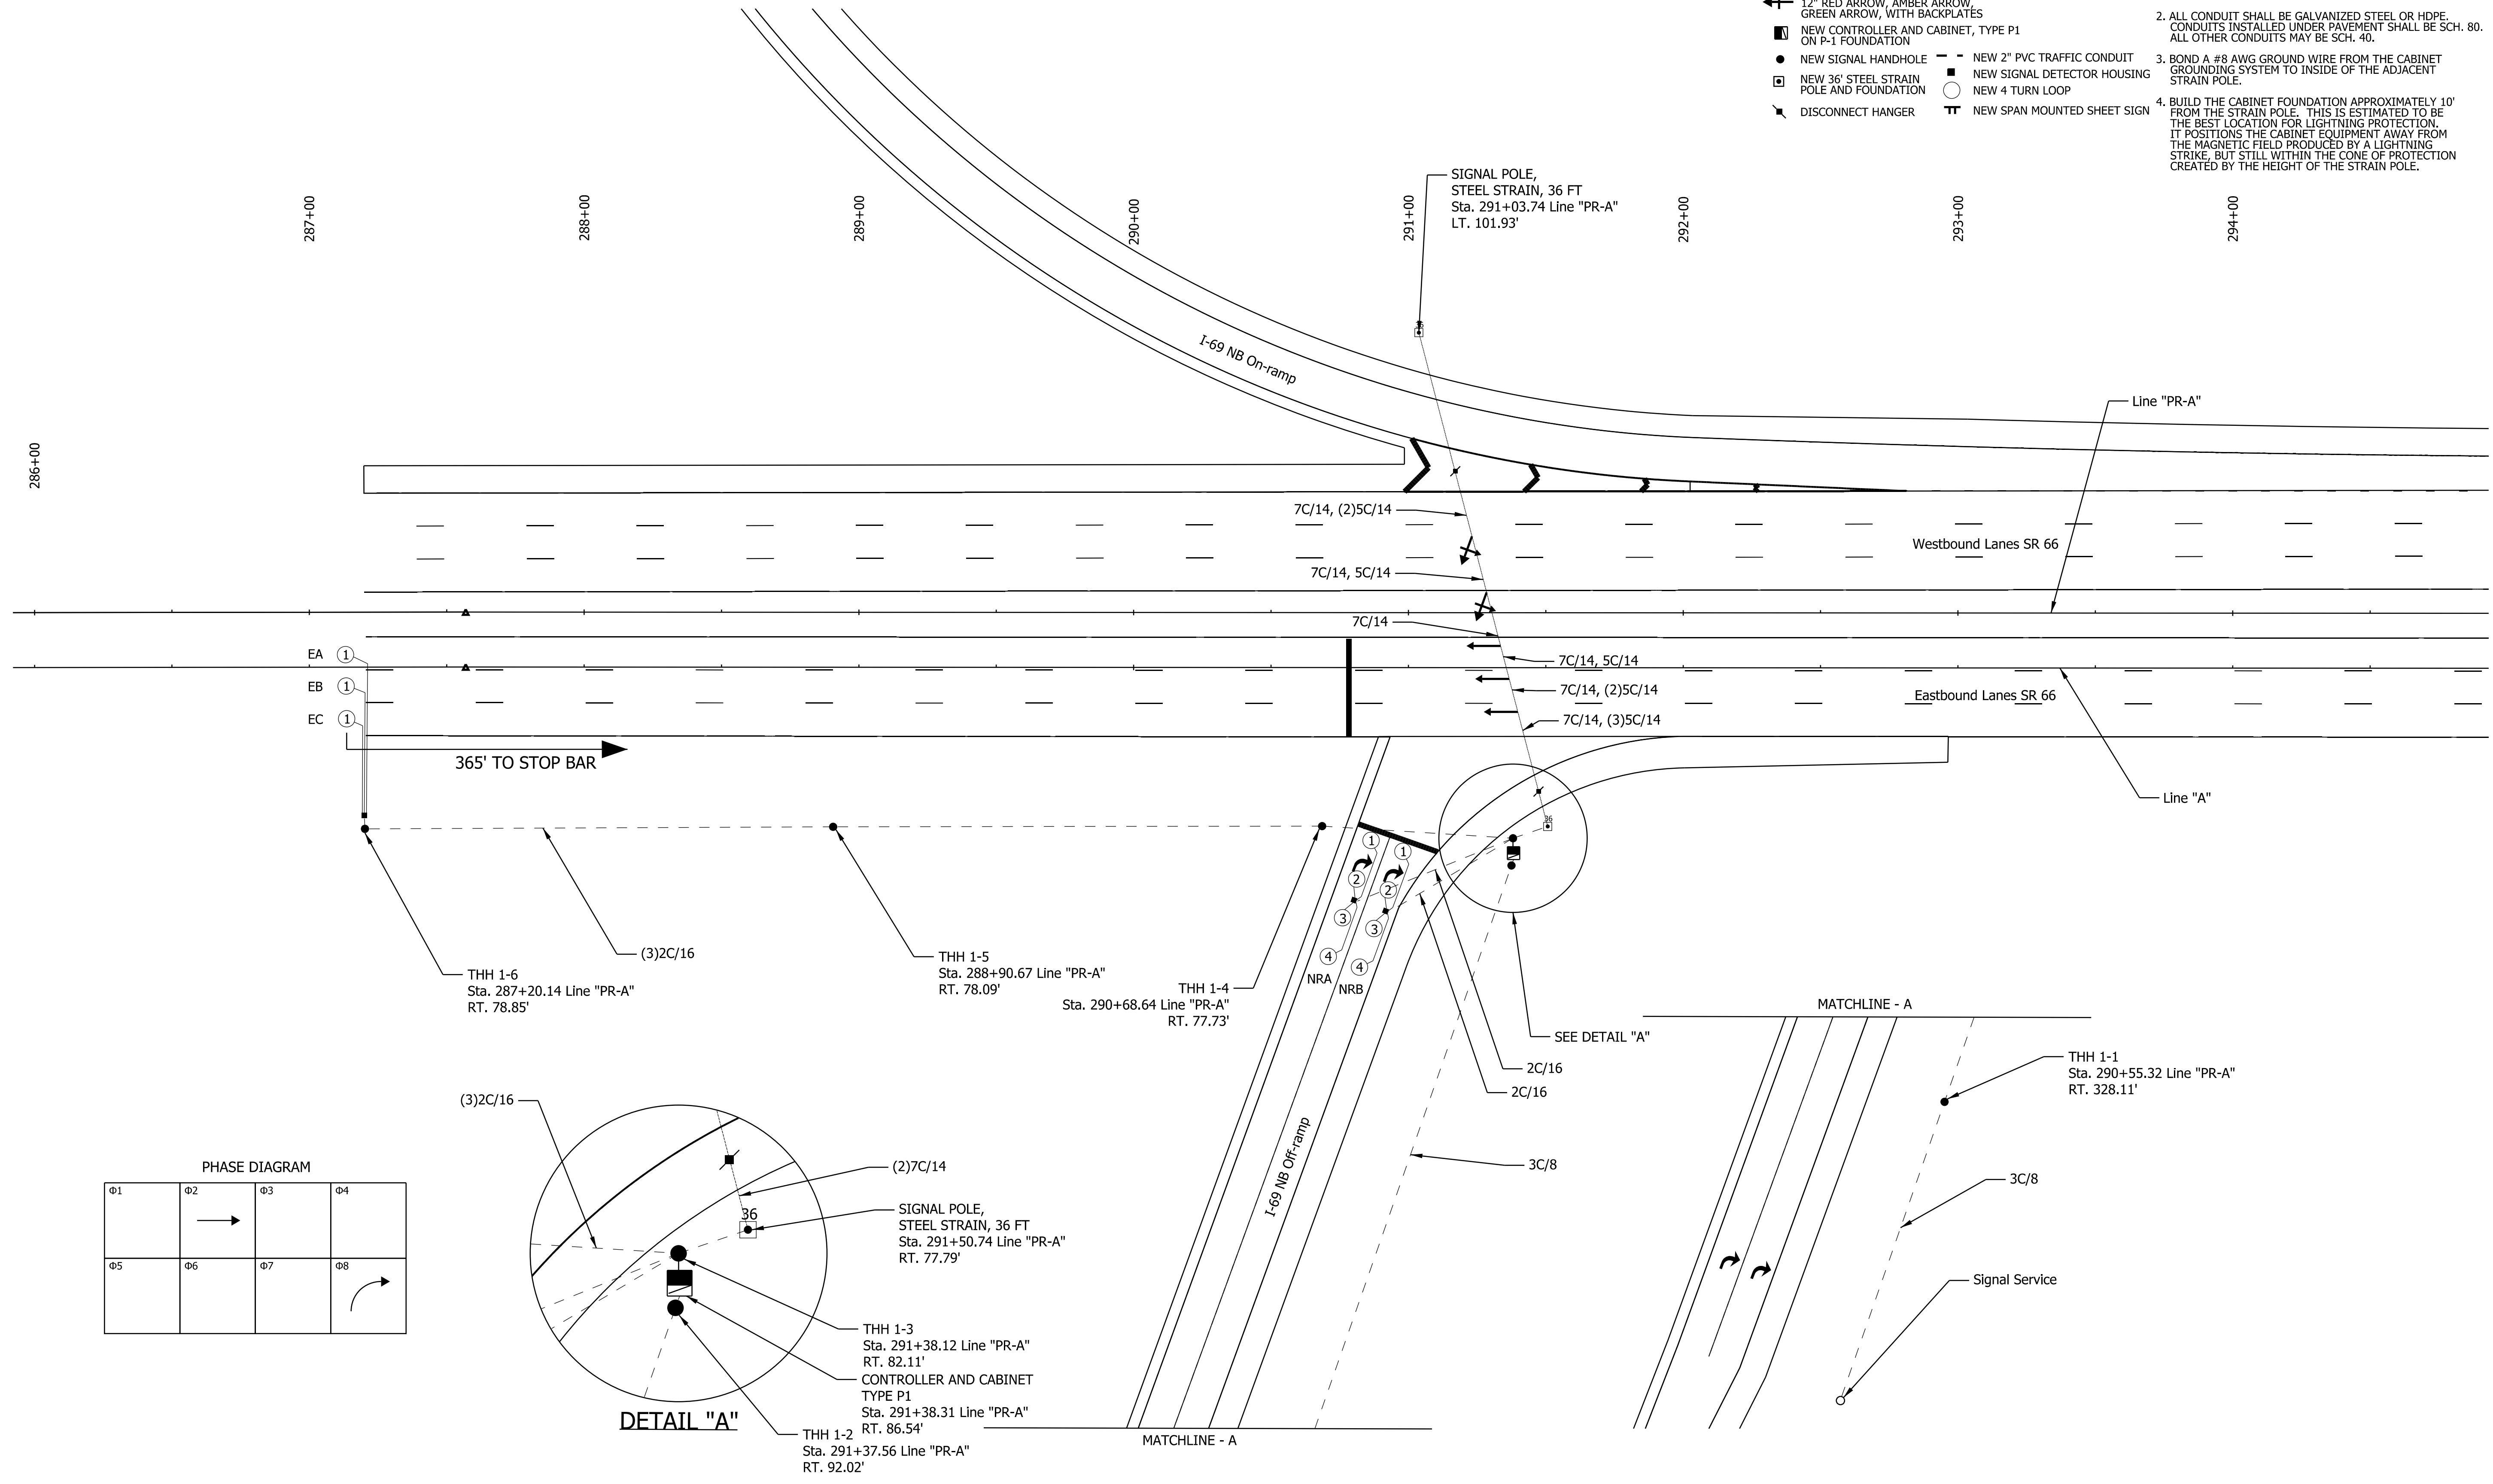 12" RED ARROW, AMBER ARROW,
GREEN ARROW, WITH BACKPLATES
NEW CONTROLLER AND CABINET, TYPE P1
ON P-1 FOUNDATION
NEW SIGNAL HANDHOLE
NEW 36' STEEL STRAIN
POLE AND FOUNDATION
DISCONNECT HANGER
NEW 2" PVC TRAFFIC CONDUIT
NEW SIGNAL DETECTOR HOUSING
NEW 4 TURN LOOP
NEW SPAN MOUNTED SHEET SIGN
2. ALL CONDUIT SHALL BE GALVANIZED STEEL OR HDPE.
CONDUITS INSTALLED UNDER PAVEMENT SHALL BE SCH. 80.
ALL OTHER CONDUITS MAY BE SCH. 40.
3. BOND A #8 AWG GROUND WIRE FROM THE CABINET
GROUNDING SYSTEM TO INSIDE OF THE ADJACENT
STRAIN POLE.
4. BUILD THE CABINET FOUNDATION APPROXIMATELY 10'
FROM THE STRAIN POLE. THIS IS ESTIMATED TO BE
THE BEST LOCATION FOR LIGHTNING PROTECTION.
IT POSITIONS THE CABINET EQUIPMENT AWAY FROM
THE MAGNETIC FIELD PRODUCED BY A LIGHTNING
STRIKE, BUT STILL WITHIN THE CONE OF PROTECTION
CREATED BY THE HEIGHT OF THE STRAIN POLE.
SIGNAL POLE,
STEEL STRAIN, 36 FT
Sta. 291+03.74 Line "PR-A"
LT. 101.93'
286+00
287+00
288+00
289+00
290+00
291+00
292+00
293+00
294+00
36
I-69 NB On-ramp
Line "PR-A"
7C/14, (2)5C/14
Westbound Lanes SR 66
7C/14, 5C/14
7C/14
EA 1
EB 1
EC 1
7C/14, 5C/14
7C/14, (2)5C/14
7C/14, (3)5C/14
Eastbound Lanes SR 66
365' TO STOP BAR
Line "A"
36
1
1
2
2
3
3
4
4
NRA
NRB
(3)2C/16
THH 1-6
Sta. 287+20.14 Line "PR-A"
RT. 78.85'
THH 1-5
Sta. 288+90.67 Line "PR-A"
RT. 78.09'
THH 1-4
Sta. 290+68.64 Line "PR-A"
RT. 77.73'
SEE DETAIL "A"
2C/16
2C/16
3C/8
I-69 NB Off-ramp
MATCHLINE - A
MATCHLINE - A
THH 1-1
Sta. 290+55.32 Line "PR-A"
RT. 328.11'
3C/8
Signal Service
PHASE DIAGRAM
Φ1 Φ2 Φ3 Φ4
Φ5 Φ6 Φ7 Φ8
(3)2C/16
(2)7C/14
36
SIGNAL POLE,
STEEL STRAIN, 36 FT
Sta. 291+50.74 Line "PR-A"
RT. 77.79'
THH 1-3
Sta. 291+38.12 Line "PR-A"
RT. 82.11'
CONTROLLER AND CABINET
TYPE P1
Sta. 291+38.31 Line "PR-A"
RT. 86.54'
THH 1-2
Sta. 291+37.56 Line "PR-A"
RT. 92.02'
DETAIL "A"